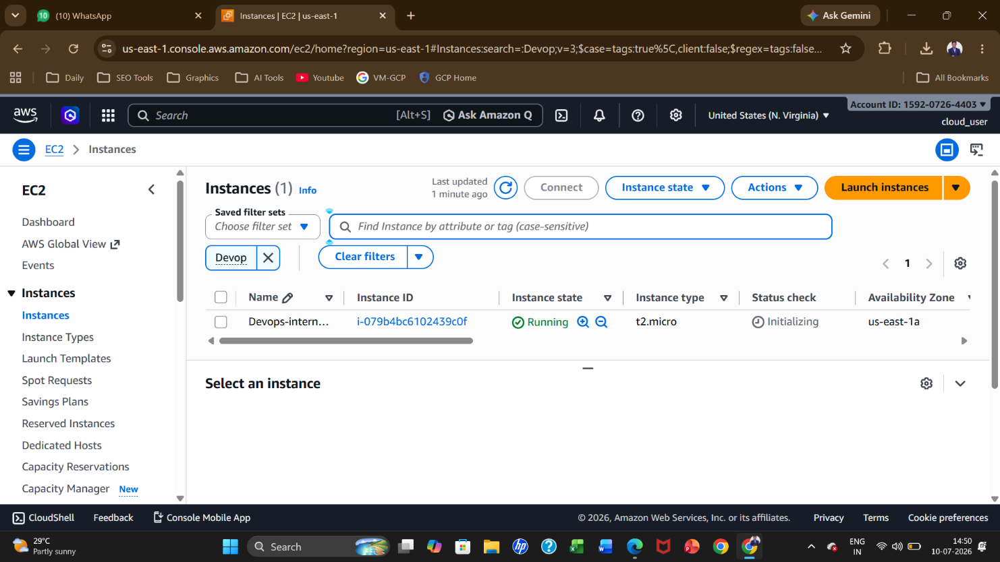 10
(10) WhatsApp
Instances | EC2 | us-east-1
Ask Gemini
us-east-1.console.aws.amazon.com/ec2/home?region=us-east-1#Instances:search=:Devop;v=3;$case=tags:true%5C,client:false;$regex=tags:false...
Daily
SEO Tools
Graphics
AI Tools
Youtube
VM-GCP
GCP Home
All Bookmarks
aws
Search
[Alt+S]
Ask Amazon Q
United States (N. Virginia)
Account ID: 1592-0726-4403
cloud_user
EC2
Instances
EC2
Dashboard
AWS Global View
Events
Instances
Instances
Instance Types
Launch Templates
Spot Requests
Savings Plans
Reserved Instances
Dedicated Hosts
Capacity Reservations
Capacity Manager New
Instances (1) Info
Last updated
1 minute ago
Connect
Instance state
Actions
Launch instances
Saved filter sets
Choose filter set
Find Instance by attribute or tag (case-sensitive)
Devop
Clear filters
1
Name
Instance ID
Instance state
Instance type
Status check
Availability Zone
Devops-intern...
i-079b4bc6102439c0f
Running
t2.micro
Initializing
us-east-1a
Select an instance
CloudShell
Feedback
Console Mobile App
© 2026, Amazon Web Services, Inc. or its affiliates.
Privacy
Terms
Cookie preferences
29°C
Partly sunny
Search
ENG
IN
14:50
10-07-2026